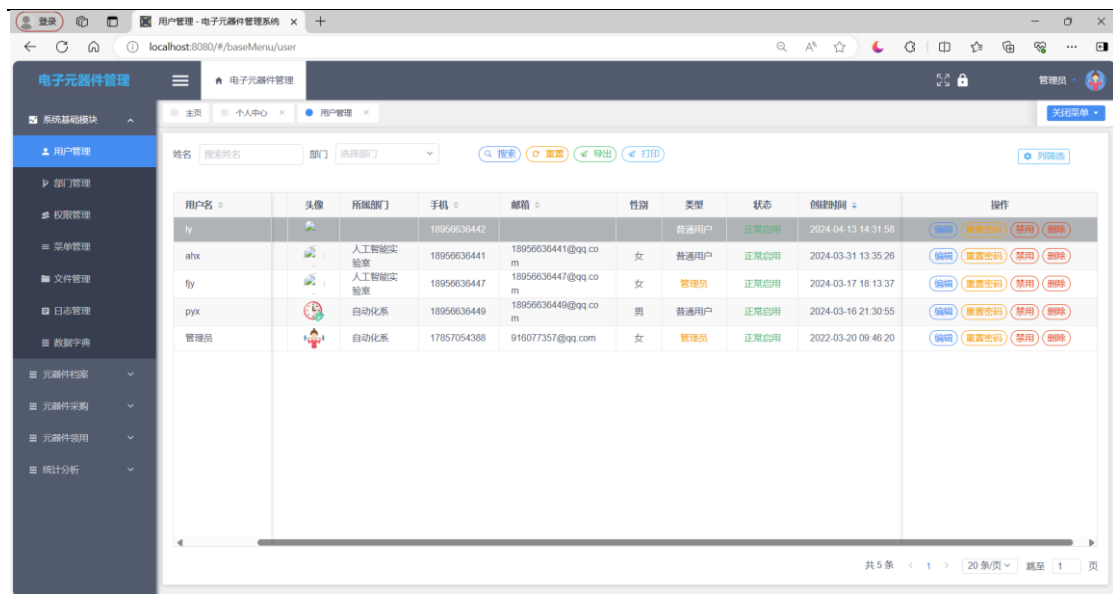 登录 用户管理 - 电子元器件管理系统
localhost:8080/#/baseMenu/user
电子元器件管理 电子元器件管理 管理员
系统基础模块 主页 个人中心 用户管理 关闭菜单
用户管理 姓名 搜索姓名 部门 选择部门 搜索 重置 导出 打印 列筛选
部门管理
用户名 头像 所属部门 手机 邮箱 性别 类型 状态 创建时间 操作
权限管理
ly 18956636442 普通用户 正常启用 2024-04-13 14:31:58 编辑 重置密码 禁用 删除
菜单管理
ahx 人工智能实验室 18956636441 18956636441@qq.com 女 普通用户 正常启用 2024-03-31 13:35:26 编辑 重置密码 禁用 删除
文件管理
fjy 人工智能实验室 18956636447 18956636447@qq.com 女 管理员 正常启用 2024-03-17 18:13:37 编辑 重置密码 禁用 删除
日志管理
pyx 自动化系 18956636449 18956636449@qq.com 男 普通用户 正常启用 2024-03-16 21:30:55 编辑 重置密码 禁用 删除
数据字典
管理员 自动化系 17857054388 916077357@qq.com 女 管理员 正常启用 2022-03-20 09:46:20 编辑 重置密码 禁用 删除
元器件档案
元器件采购
元器件领用
统计分析
共 5 条 1 20 条/页 跳至 1 页